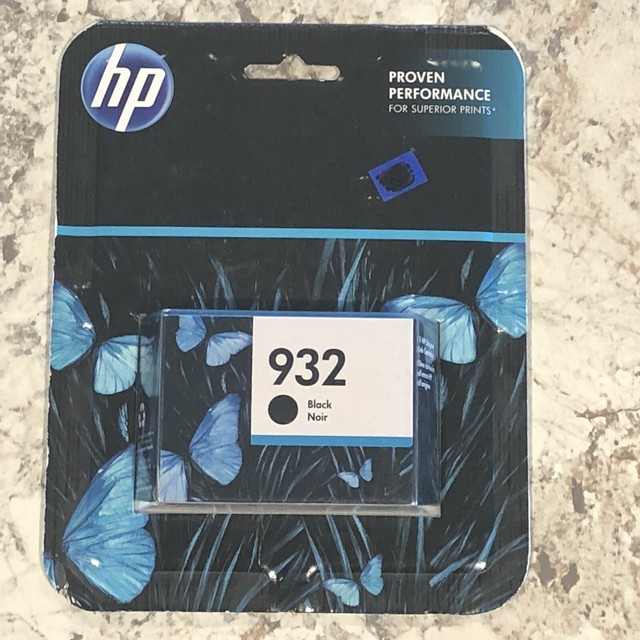 hp
PROVEN
PERFORMANCE
FOR SUPERIOR PRINTS*
932
Black
Noir